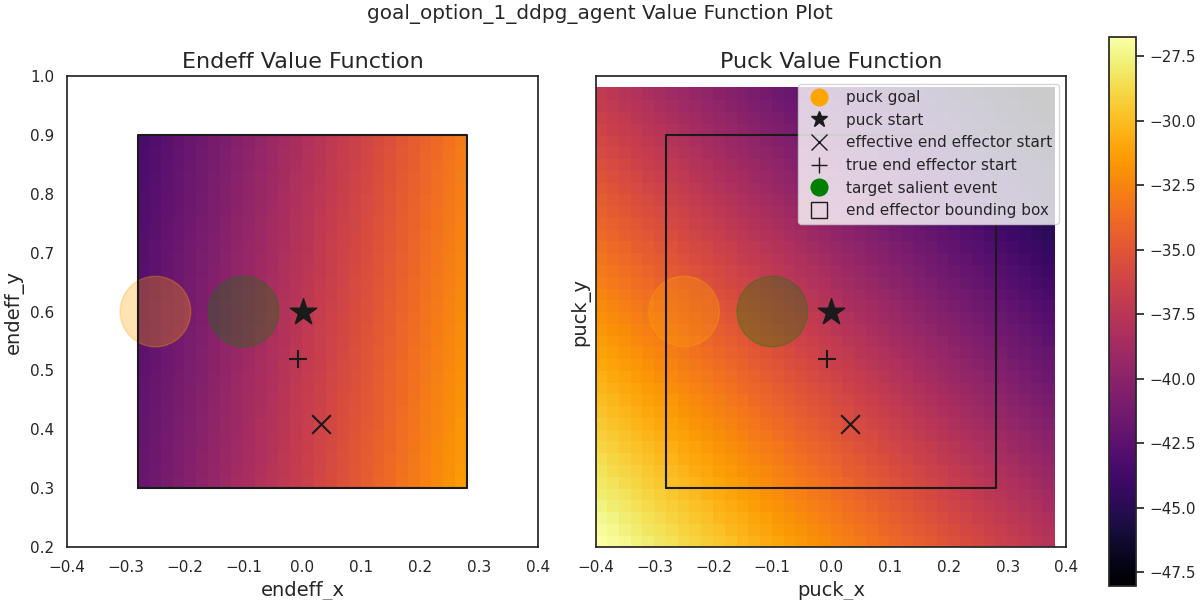 goal_option_1_ddpg_agent Value Function Plot
Endeff Value Function
1.0
0.9
0.8
0.7
0.6
0.5
0.4
0.3
0.2
endeff_y
−0.4 −0.3 −0.2 −0.1 0.0 0.1 0.2 0.3 0.4
endeff_x
Puck Value Function
puck goal
puck start
effective end effector start
true end effector start
target salient event
end effector bounding box
puck_y
−0.4 −0.3 −0.2 −0.1 0.0 0.1 0.2 0.3 0.4
puck_x
−27.5
−30.0
−32.5
−35.0
−37.5
−40.0
−42.5
−45.0
−47.5